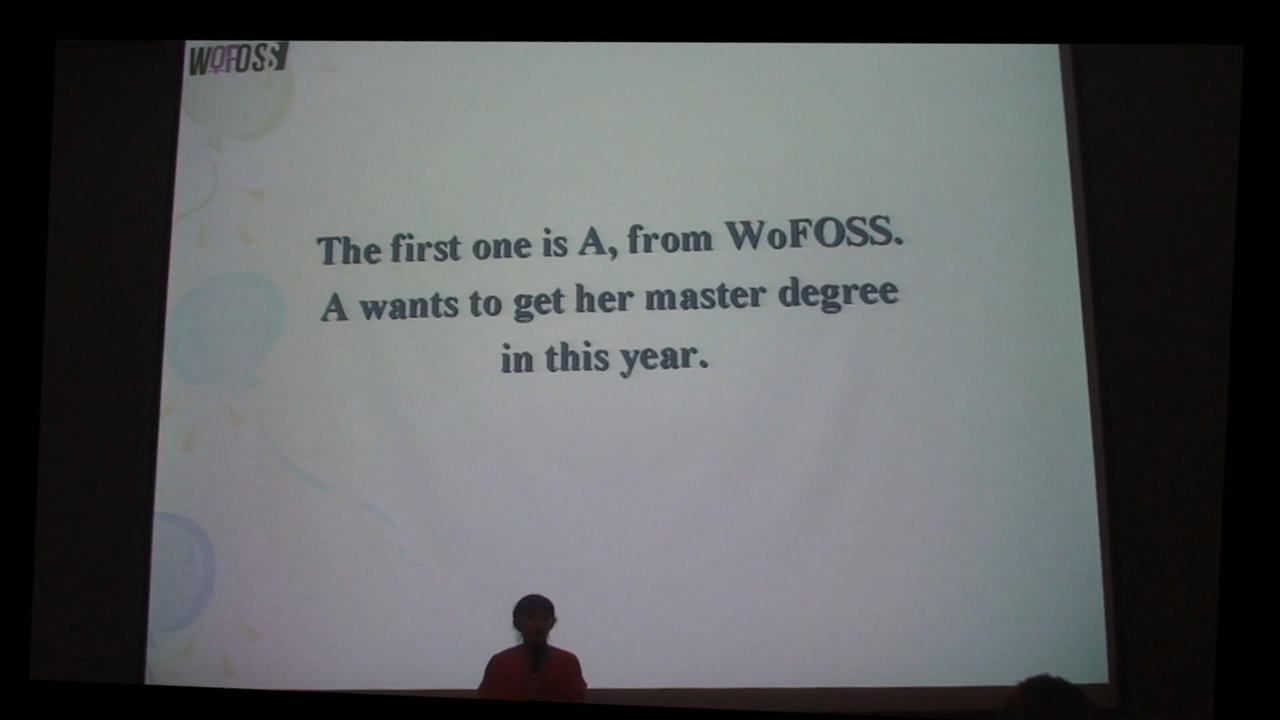 WOFOSS
The first one is A, from WoFOSS.
A wants to get her master degree
in this year.